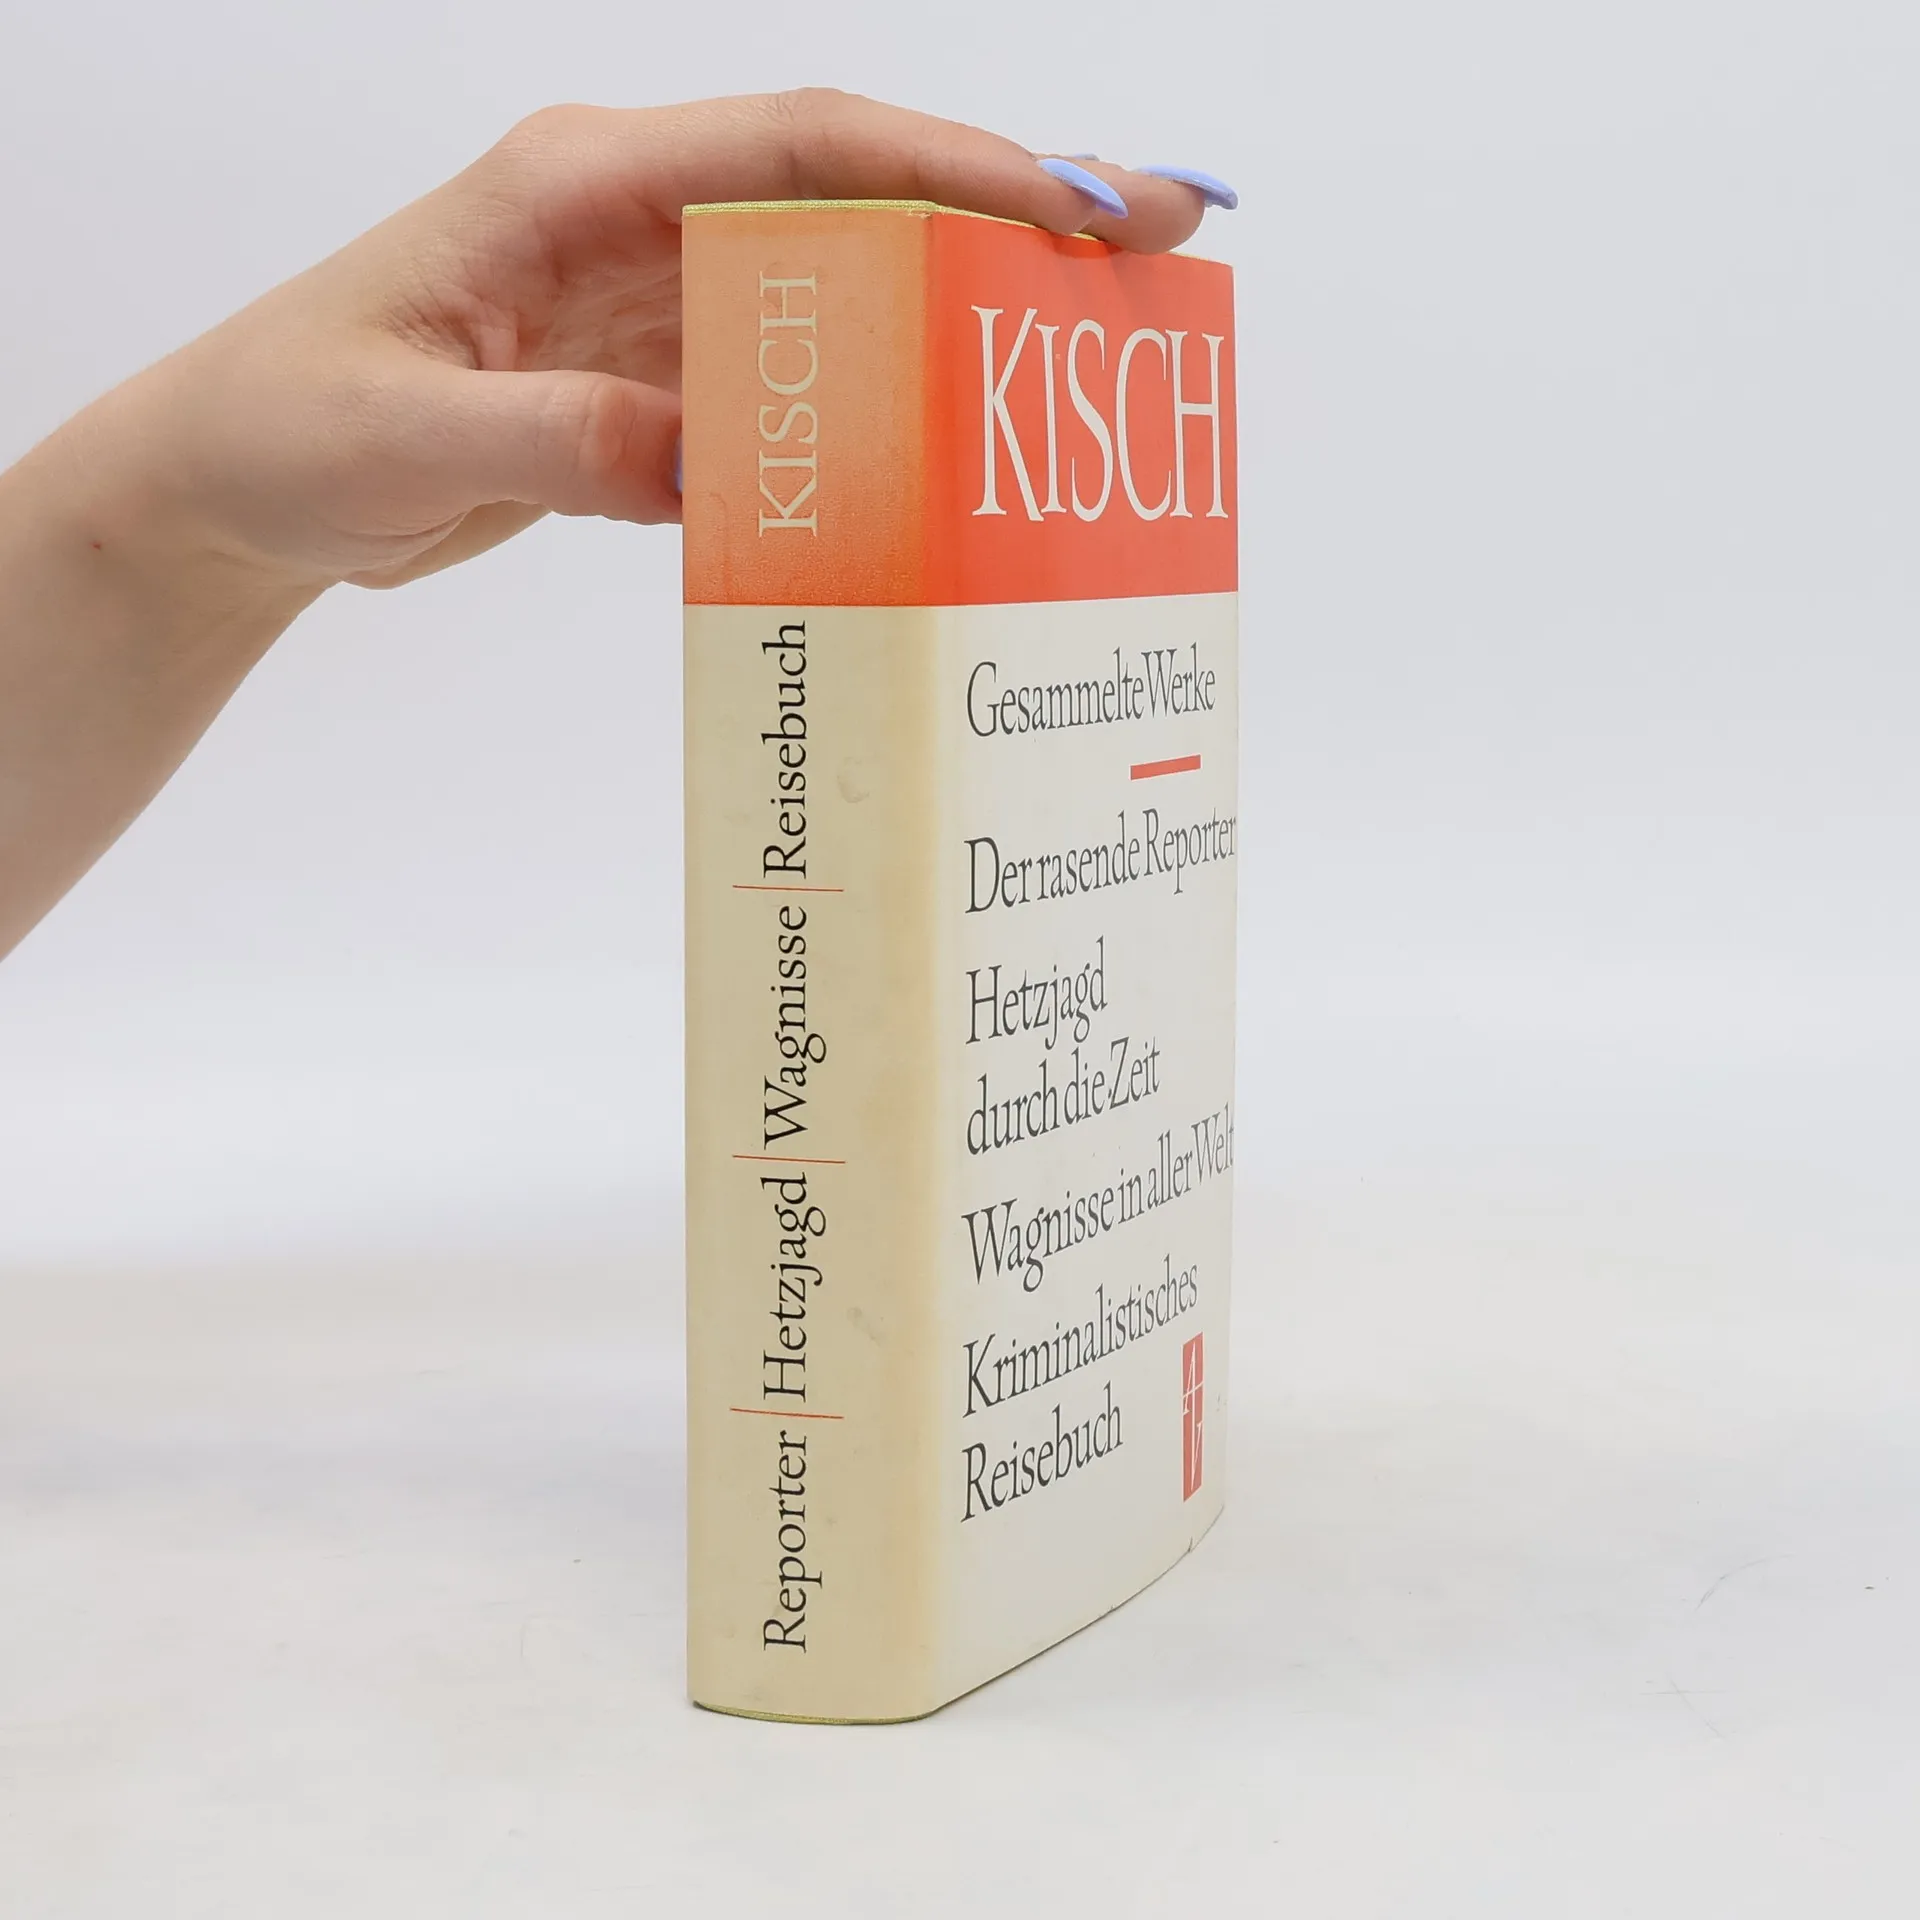 KISCH
Reporter | Hetzjagd | Wagnisse | Reisebuch
KISCH
Gesammelte Werke
Der rasende Reporter
Hetzjagd
durch die Zeit
Wagnisse in aller Welt
Kriminalistisches
Reisebuch
AV